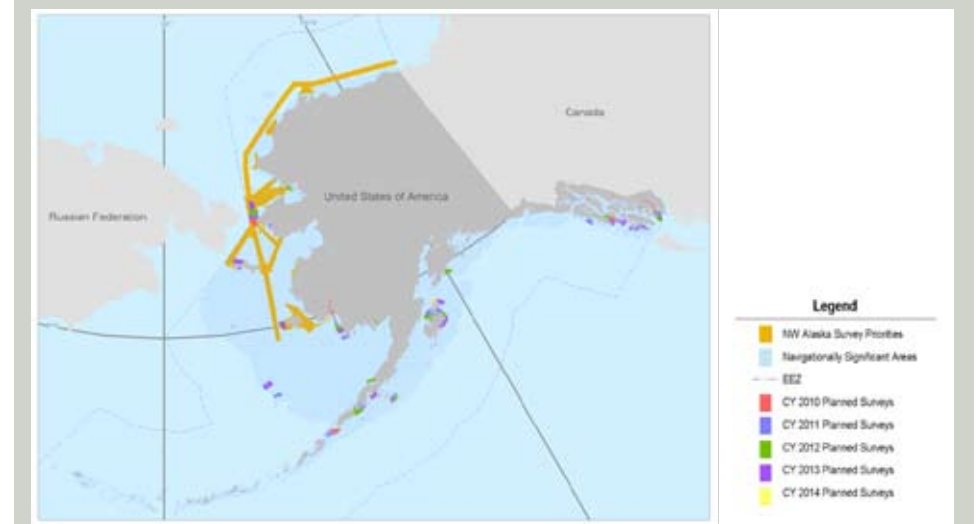 Canada
United States of America
Russian Federation
Legend
NW Alaska Survey Priorities
Navigationally Significant Areas
EEZ
CY 2010 Planned Surveys
CY 2011 Planned Surveys
CY 2012 Planned Surveys
CY 2013 Planned Surveys
CY 2014 Planned Surveys